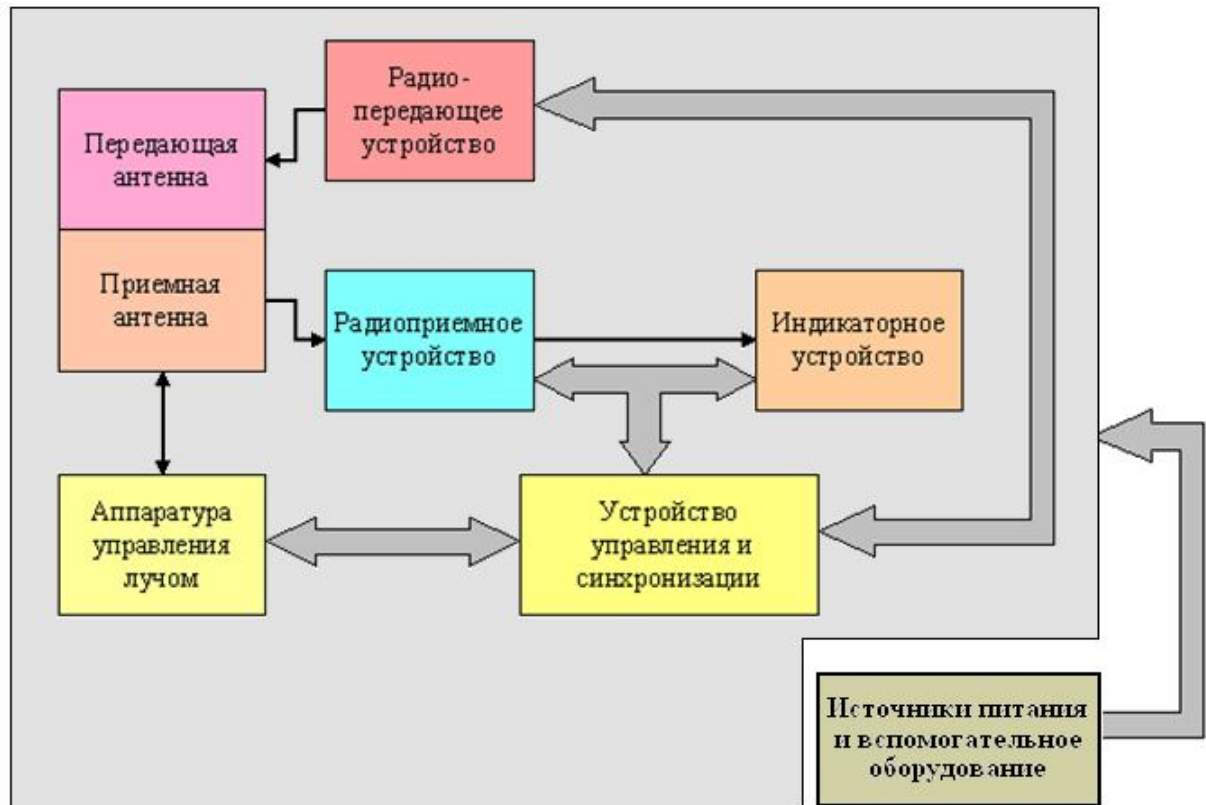 Радио-
передающее
устройство
Передающая
антенна
Приемная
антенна
Радиоприемное
устройство
Индикаторное
устройство
Аппаратура
управления
лучом
Устройство
управления и
синхронизации
Источники питания
и вспомогательное
оборудование